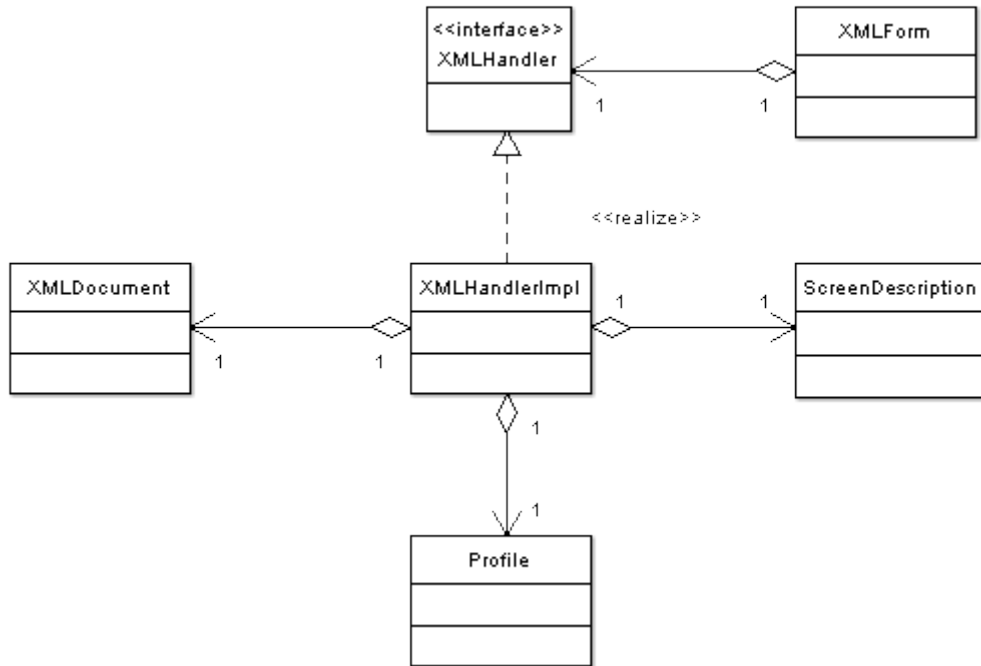 <<interface>>
XMLHandler
XMLForm
1
1
<<realize>>
XMLDocument
XMLHandlerImpl
ScreenDescription
1
1
1
1
1
1
Profile